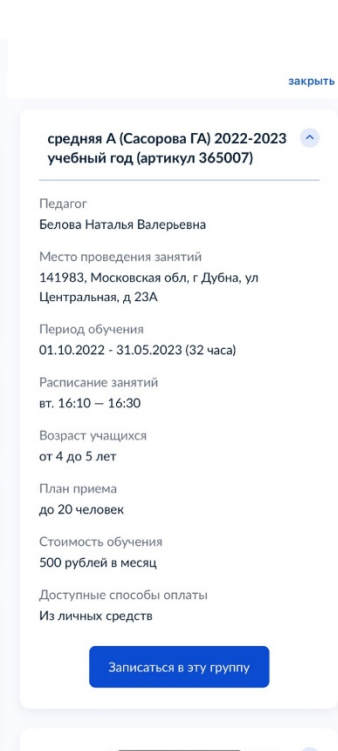 закрыть
средняя А (Сасорова ГА) 2022-2023
учебный год (артикул 365007)
Педагог
Белова Наталья Валерьевна
Место проведения занятий
141983, Московская обл, г Дубна, ул
Центральная, д 23А
Период обучения
01.10.2022 - 31.05.2023 (32 часа)
Расписание занятий
вт. 16:10 — 16:30
Возраст учащихся
от 4 до 5 лет
План приема
до 20 человек
Стоимость обучения
500 рублей в месяц
Доступные способы оплаты
Из личных средств
Записаться в эту группу